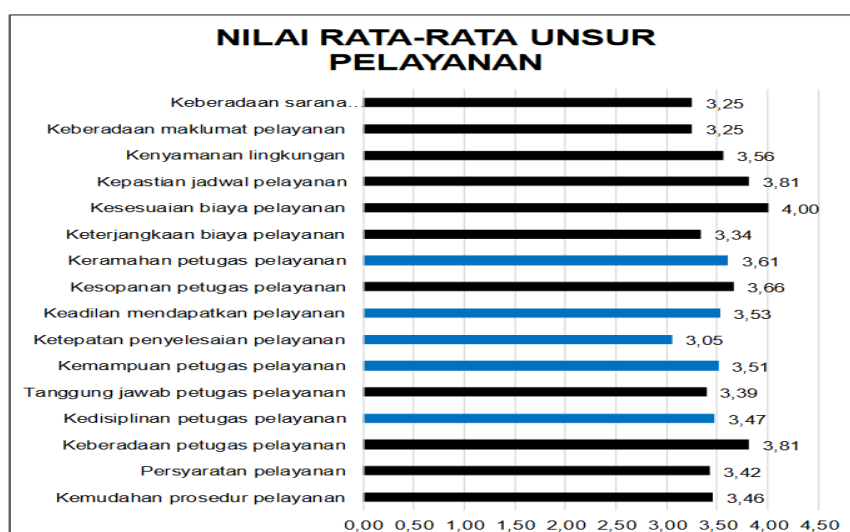 NILAI RATA-RATA UNSUR
PELAYANAN
Keberadaan sarana... 3,25
Keberadaan maklumat pelayanan 3,25
Kenyamanan lingkungan 3,56
Kepastian jadwal pelayanan 3,81
Kesesuaian biaya pelayanan 4,00
Keterjangkaan biaya pelayanan 3,34
Keramahan petugas pelayanan 3,61
Kesopanan petugas pelayanan 3,66
Keadilan mendapatkan pelayanan 3,53
Ketepatan penyelesaian pelayanan 3,05
Kemampuan petugas pelayanan 3,51
Tanggung jawab petugas pelayanan 3,39
Kedisiplinan petugas pelayanan 3,47
Keberadaan petugas pelayanan 3,81
Persyaratan pelayanan 3,42
Kemudahan prosedur pelayanan 3,46
0,00 0,50 1,00 1,50 2,00 2,50 3,00 3,50 4,00 4,50